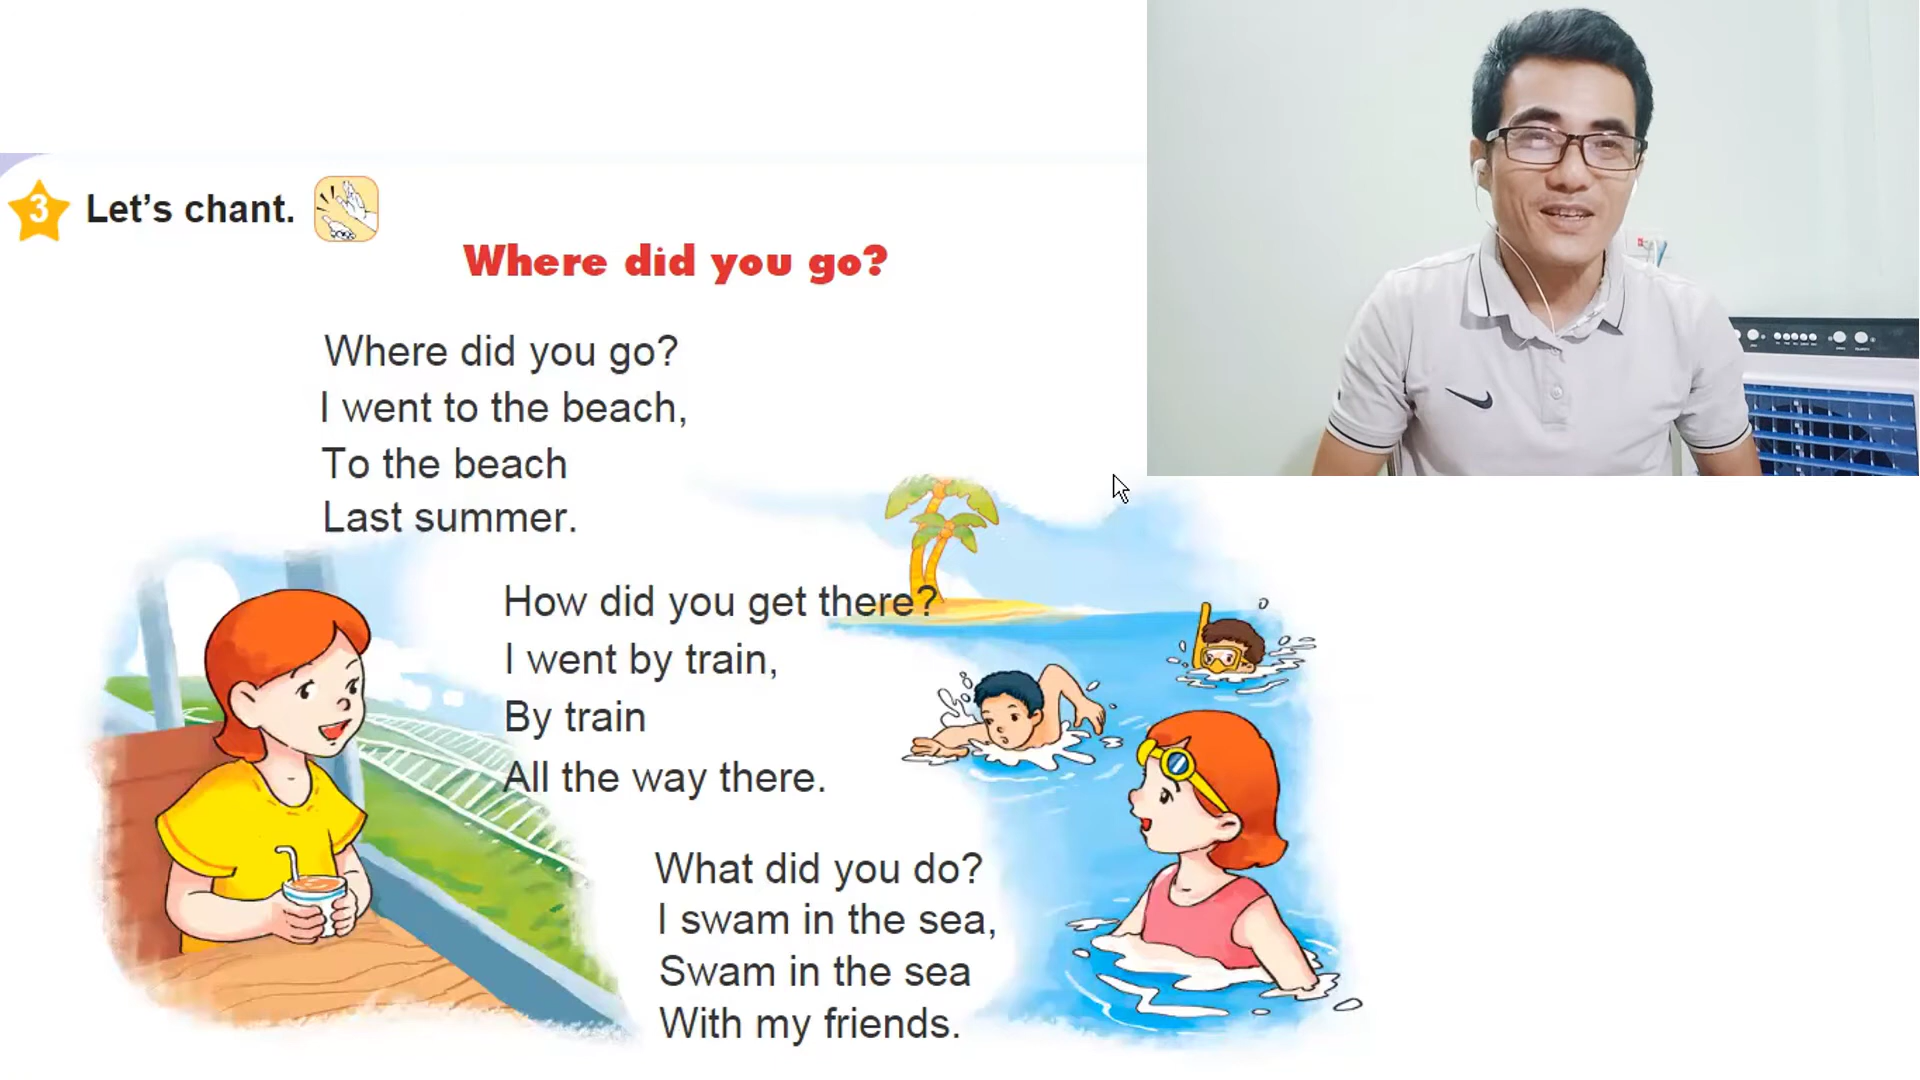 3 Let's chant.
Where did you go?
Where did you go?
I went to the beach,
To the beach
Last summer.
How did you get there?
I went by train,
By train
All the way there.
What did you do?
I swam in the sea,
Swam in the sea
With my friends.